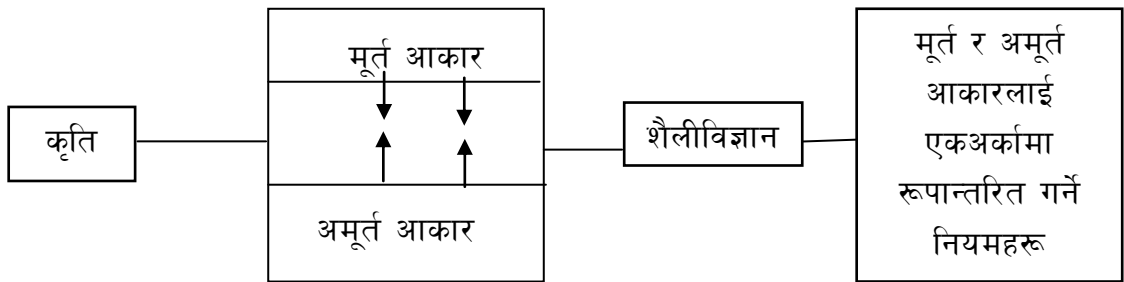 कृति
मूर्त आकार
अमूर्त आकार
शैलीविज्ञान
मूर्त र अमूर्त
आकारलाई
एकअर्कामा
रूपान्तरित गर्ने
नियमहरू